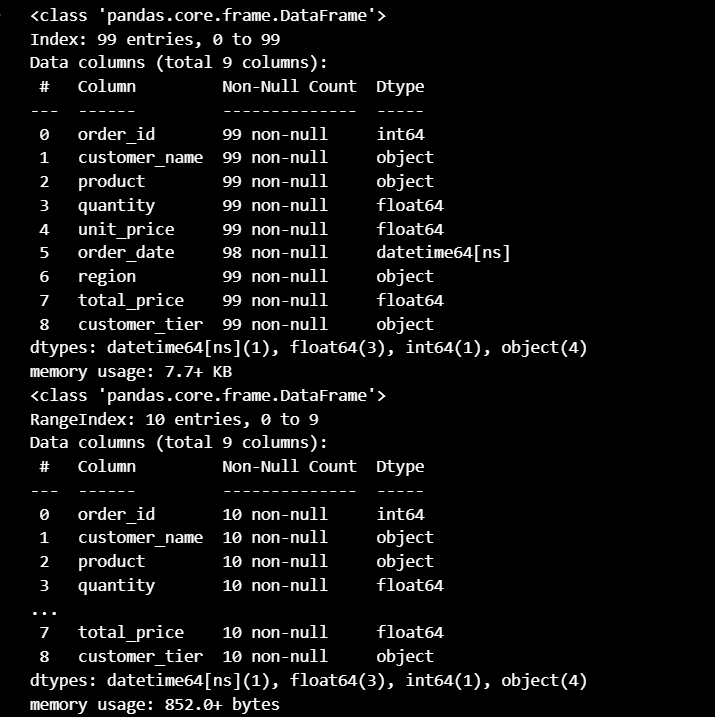 <class 'pandas.core.frame.DataFrame'>
Index: 99 entries, 0 to 99
Data columns (total 9 columns):
 #   Column         Non-Null Count  Dtype
---  ------         --------------  -----
 0   order_id       99 non-null     int64
 1   customer_name  99 non-null     object
 2   product        99 non-null     object
 3   quantity       99 non-null     float64
 4   unit_price     99 non-null     float64
 5   order_date     98 non-null     datetime64[ns]
 6   region         99 non-null     object
 7   total_price    99 non-null     float64
 8   customer_tier  99 non-null     object
dtypes: datetime64[ns](1), float64(3), int64(1), object(4)
memory usage: 7.7+ KB
<class 'pandas.core.frame.DataFrame'>
RangeIndex: 10 entries, 0 to 9
Data columns (total 9 columns):
 #   Column         Non-Null Count  Dtype
---  ------         --------------  -----
 0   order_id       10 non-null     int64
 1   customer_name  10 non-null     object
 2   product        10 non-null     object
 3   quantity       10 non-null     float64
...
 7   total_price    10 non-null     float64
 8   customer_tier  10 non-null     object
dtypes: datetime64[ns](1), float64(3), int64(1), object(4)
memory usage: 852.0+ bytes